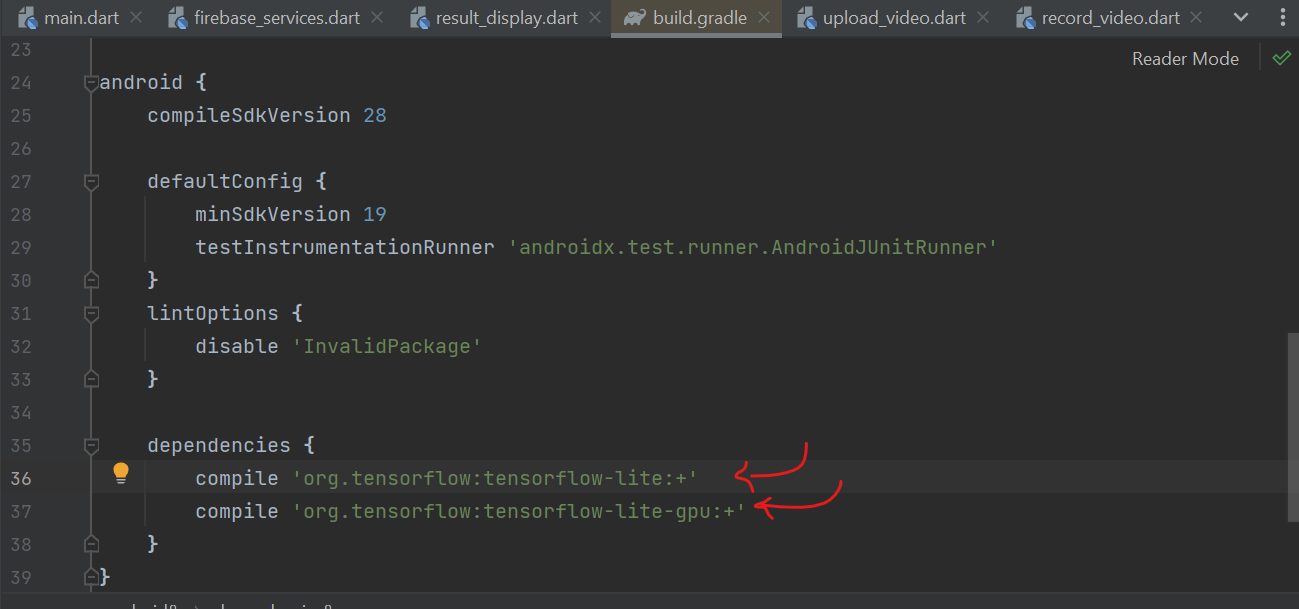 main.dart firebase_services.dart result_display.dart build.gradle upload_video.dart record_video.dart
Reader Mode
23
24 android {
25 compileSdkVersion 28
26
27 defaultConfig {
28 minSdkVersion 19
29 testInstrumentationRunner 'androidx.test.runner.AndroidJUnitRunner'
30 }
31 lintOptions {
32 disable 'InvalidPackage'
33 }
34
35 dependencies {
36 compile 'org.tensorflow:tensorflow-lite:+'
37 compile 'org.tensorflow:tensorflow-lite-gpu:+'
38 }
39 }